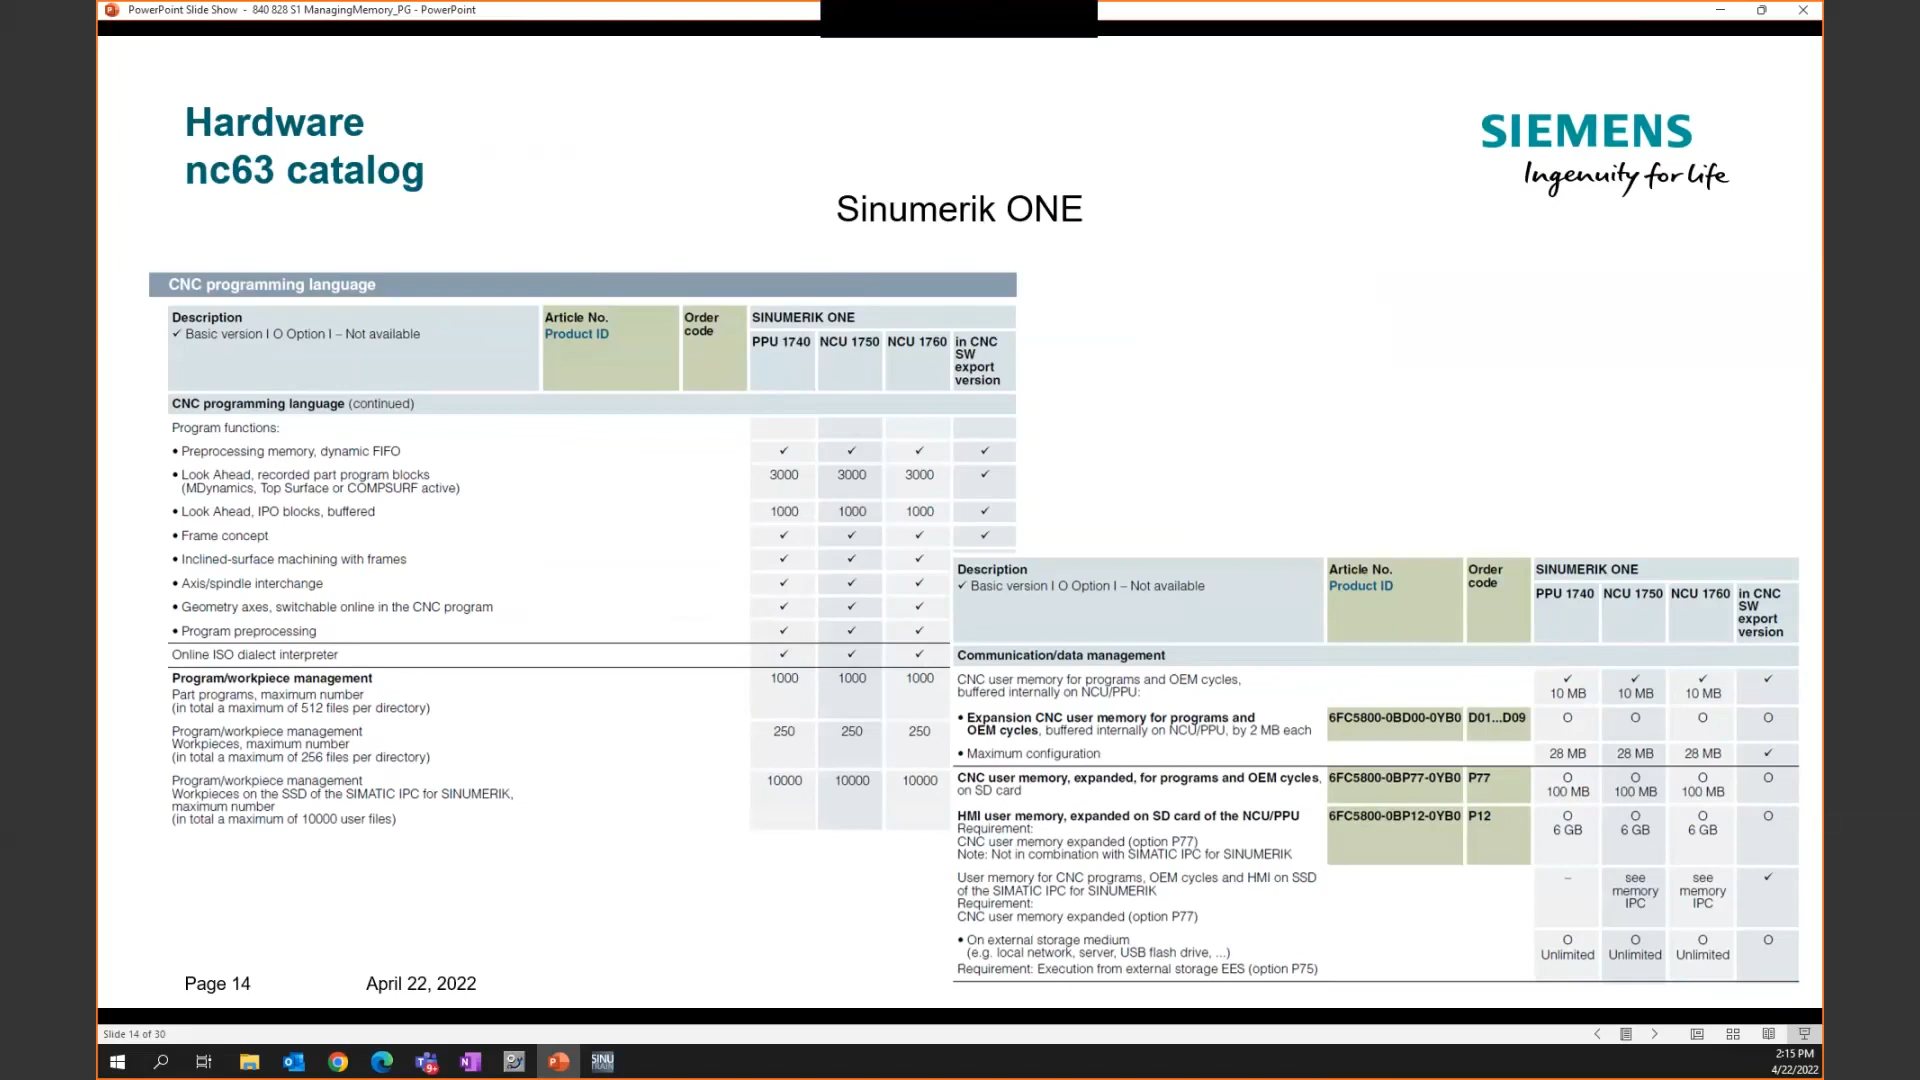 PowerPoint Slide Show - 840 828 S1 ManagingMemory_PG - PowerPoint
Hardware
nc63 catalog
SIEMENS
Ingenuity for life
Sinumerik ONE
CNC programming language
Description
✓ Basic version I O Option I – Not available
Article No.
Product ID
Order
code
SINUMERIK ONE
PPU 1740 NCU 1750 NCU 1760 in CNC
SW
export
version
CNC programming language (continued)
Program functions:
• Preprocessing memory, dynamic FIFO ✓ ✓ ✓ ✓
• Look Ahead, recorded part program blocks 3000 3000 3000 ✓
(MDynamics, Top Surface or COMPSURF active)
• Look Ahead, IPO blocks, buffered 1000 1000 1000 ✓
• Frame concept ✓ ✓ ✓ ✓
• Inclined-surface machining with frames ✓ ✓ ✓
• Axis/spindle interchange ✓ ✓ ✓
• Geometry axes, switchable online in the CNC program ✓ ✓ ✓
• Program preprocessing ✓ ✓ ✓
Online ISO dialect interpreter ✓ ✓ ✓
Program/workpiece management 1000 1000 1000
Part programs, maximum number
(in total a maximum of 512 files per directory)
Program/workpiece management 250 250 250
Workpieces, maximum number
(in total a maximum of 256 files per directory)
Program/workpiece management 10000 10000 10000
Workpieces on the SSD of the SIMATIC IPC for SINUMERIK,
maximum number
(in total a maximum of 10000 user files)
Description
✓ Basic version I O Option I – Not available
Article No.
Product ID
Order
code
SINUMERIK ONE
PPU 1740 NCU 1750 NCU 1760 in CNC
SW
export
version
Communication/data management
CNC user memory for programs and OEM cycles, ✓ ✓ ✓ ✓
buffered internally on NCU/PPU: 10 MB 10 MB 10 MB
• Expansion CNC user memory for programs and 6FC5800-0BD00-0YB0 D01...D09 O O O O
OEM cycles, buffered internally on NCU/PPU, by 2 MB each
• Maximum configuration 28 MB 28 MB 28 MB ✓
CNC user memory, expanded, for programs and OEM cycles, 6FC5800-0BP77-0YB0 P77 O O O O
on SD card 100 MB 100 MB 100 MB
HMI user memory, expanded on SD card of the NCU/PPU 6FC5800-0BP12-0YB0 P12 O O O O
Requirement: 6 GB 6 GB 6 GB
CNC user memory expanded (option P77)
Note: Not in combination with SIMATIC IPC for SINUMERIK
User memory for CNC programs, OEM cycles and HMI on SSD – see see ✓
of the SIMATIC IPC for SINUMERIK memory memory
Requirement: IPC IPC
CNC user memory expanded (option P77)
• On external storage medium O O O O
(e.g. local network, server, USB flash drive, ...) Unlimited Unlimited Unlimited
Requirement: Execution from external storage EES (option P75)
Page 14 April 22, 2022
Slide 14 of 30
9+
SINU
TRAIN
2:15 PM
4/22/2022